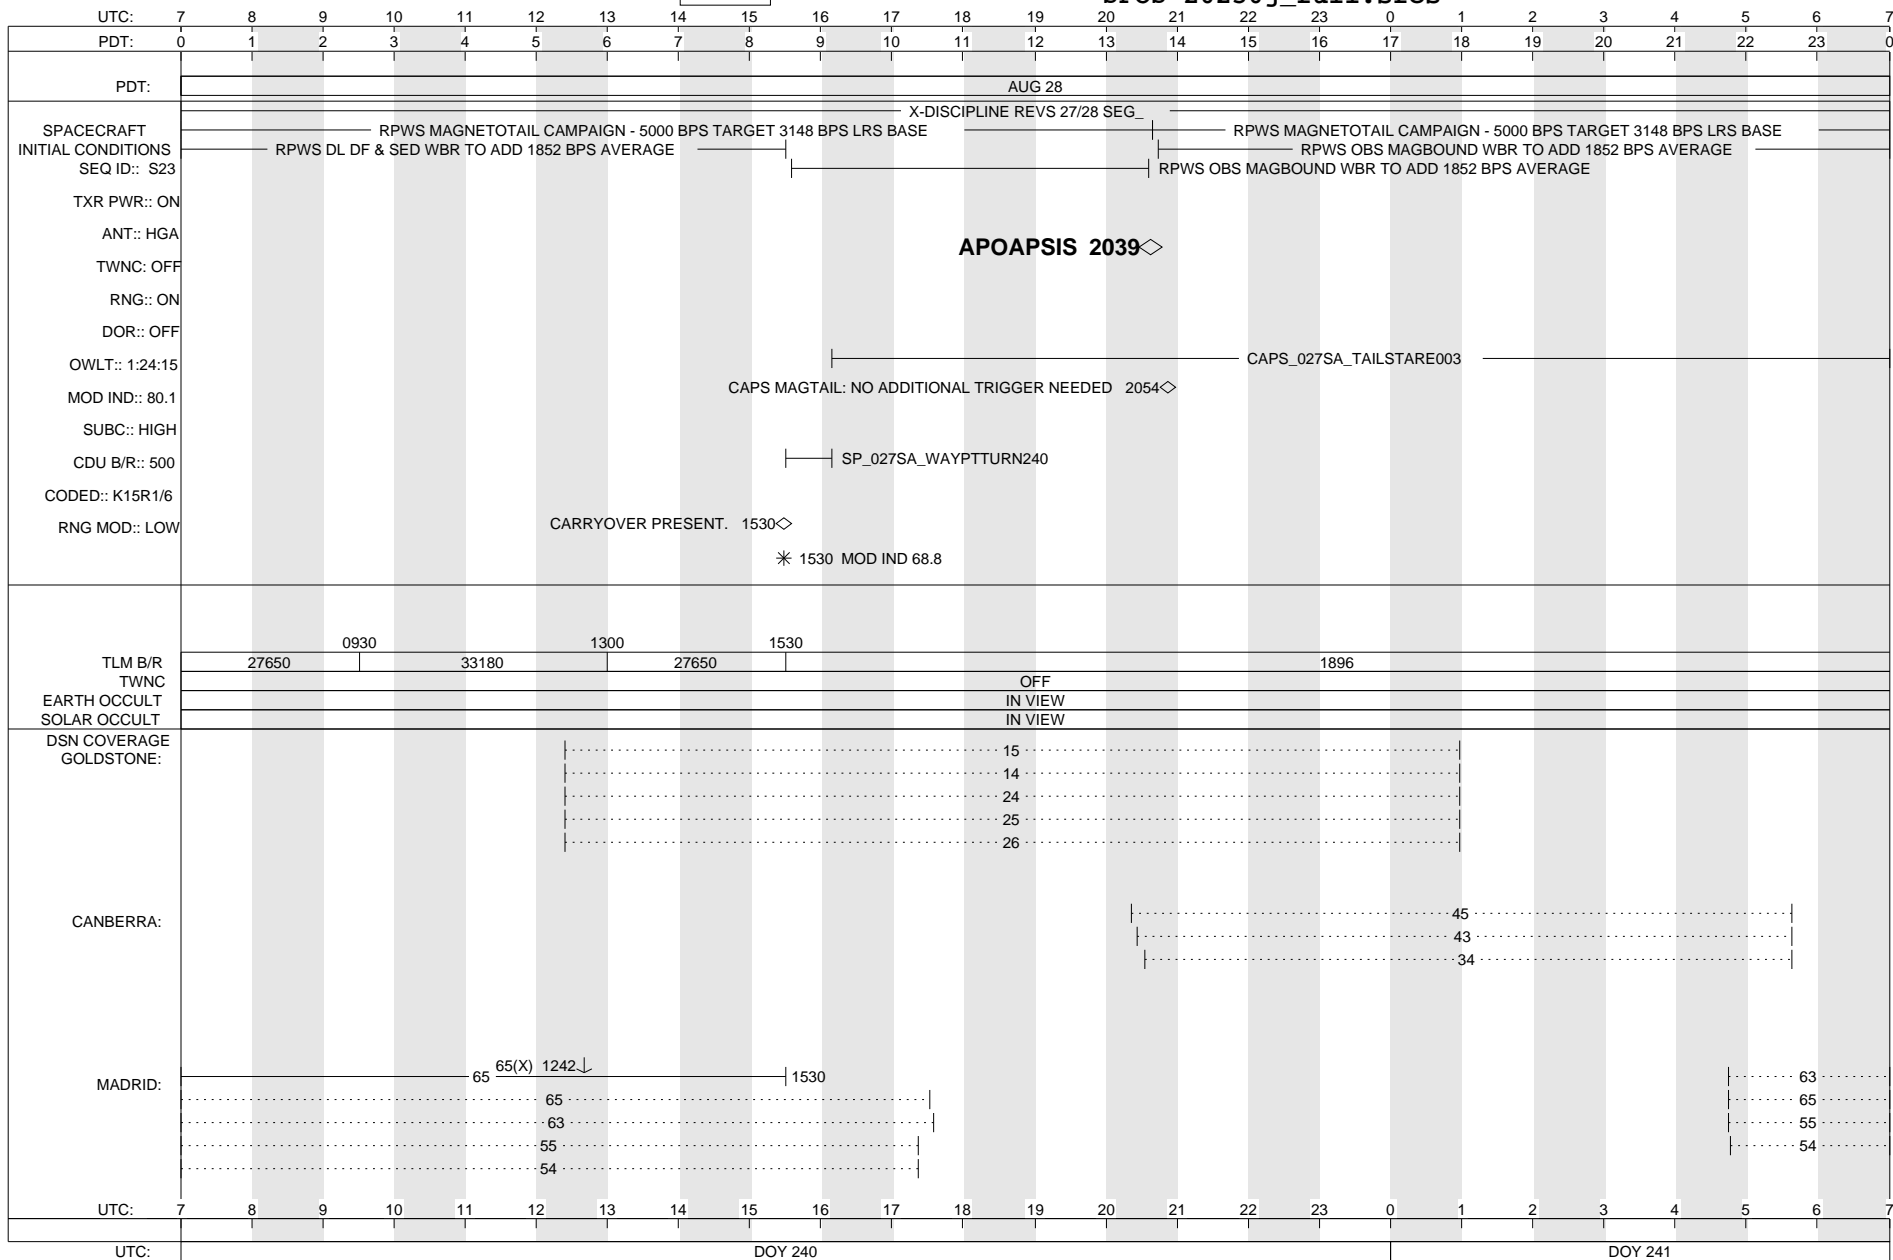 UTC: 7 8 9 10 11 12 13 14 15 16 17 18 19 20 21 22 23 0 1 2 3 4 5 6 7
PDT: 0 1 2 3 4 5 6 7 8 9 10 11 12 13 14 15 16 17 18 19 20 21 22 23 0
PDT: AUG 28
X-DISCIPLINE REVS 27/28 SEG_
SPACECRAFT RPWS MAGNETOTAIL CAMPAIGN - 5000 BPS TARGET 3148 BPS LRS BASE RPWS MAGNETOTAIL CAMPAIGN - 5000 BPS TARGET 3148 BPS LRS BASE
INITIAL CONDITIONS RPWS DL DF & SED WBR TO ADD 1852 BPS AVERAGE RPWS OBS MAGBOUND WBR TO ADD 1852 BPS AVERAGE
SEQ ID:: S23 RPWS OBS MAGBOUND WBR TO ADD 1852 BPS AVERAGE
TXR PWR:: ON
ANT:: HGA
APOAPSIS 2039
TWNC: OFF
RNG:: ON
DOR:: OFF
OWLT:: 1:24:15 CAPS_027SA_TAILSTARE003
CAPS MAGTAIL: NO ADDITIONAL TRIGGER NEEDED 2054
MOD IND:: 80.1
SUBC:: HIGH
CDU B/R:: 500 SP_027SA_WAYPTTURN240
CODED:: K15R1/6
RNG MOD:: LOW CARRYOVER PRESENT. 1530
1530 MOD IND 68.8
0930 1300 1530
TLM B/R 27650 33180 27650 1896
TWNC OFF
EARTH OCCULT IN VIEW
SOLAR OCCULT IN VIEW
DSN COVERAGE
GOLDSTONE: 15
14
24
25
26
CANBERRA: 45
43
34
65(X) 1242
MADRID: 65 1530 63
65 65
63 55
55 54
54
UTC: 7 8 9 10 11 12 13 14 15 16 17 18 19 20 21 22 23 0 1 2 3 4 5 6 7
UTC: DOY 240 DOY 241